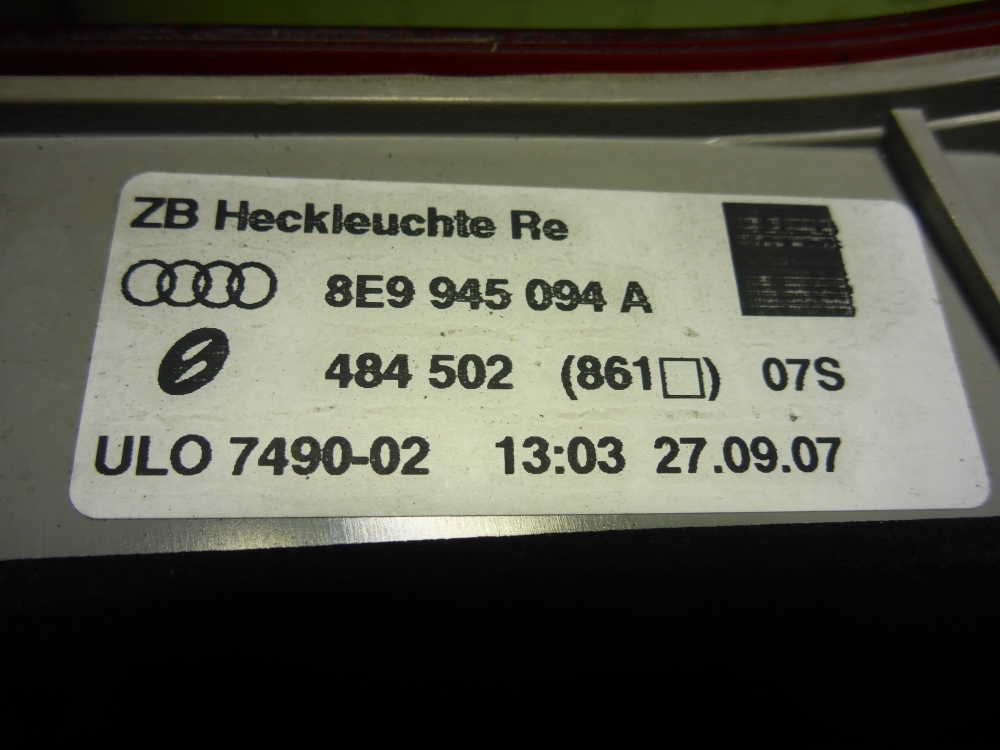 ZB Heckleuchte Re
8E9 945 094 A
484 502 (861□) 07S
ULO 7490-02 13:03 27.09.07